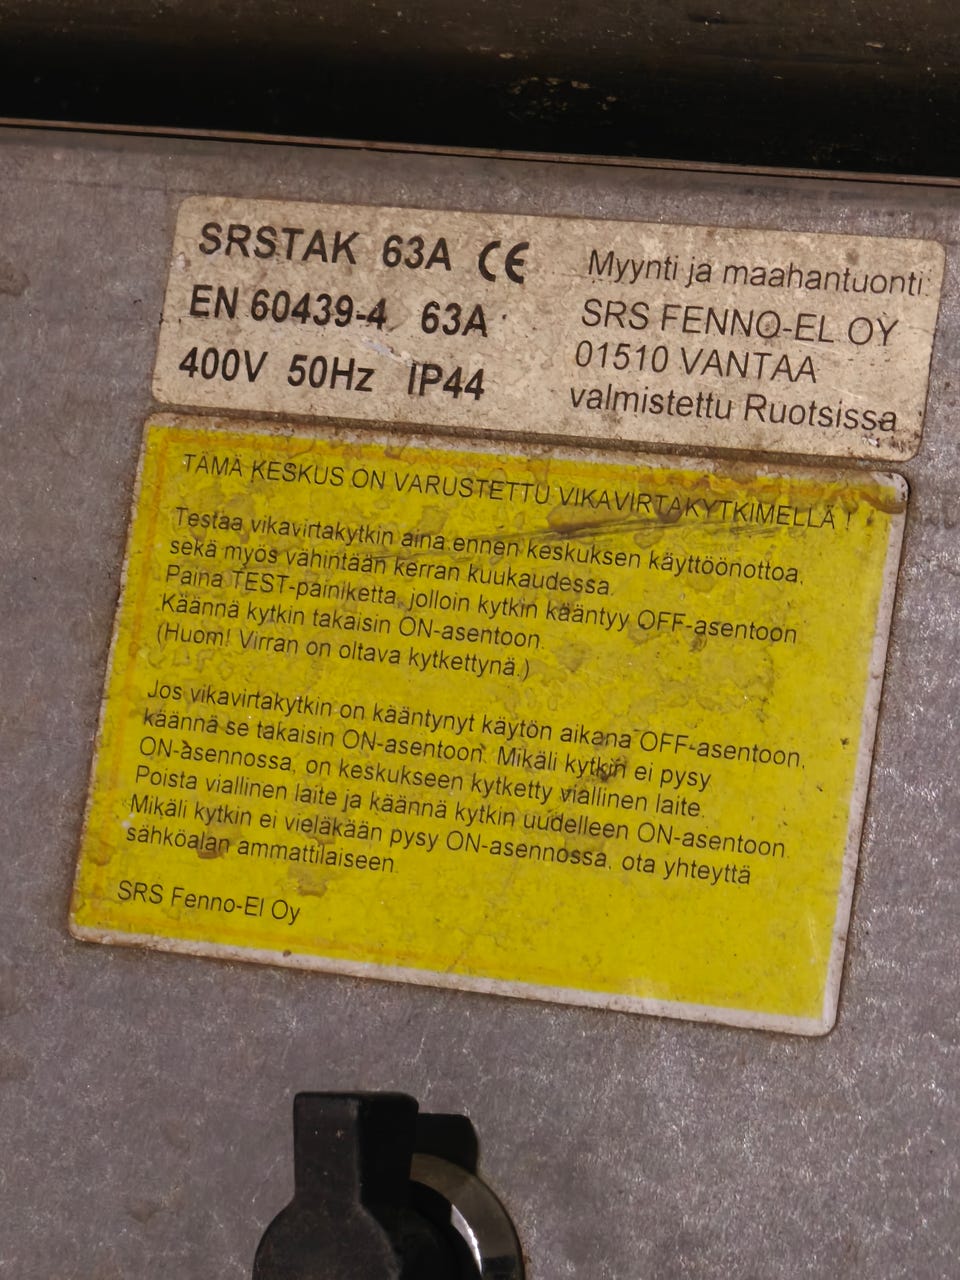 SRSTAK 63A CE
EN 60439-4 63A
400V 50Hz IP44
Myynti ja maahantuonti:
SRS FENNO-EL OY
01510 VANTAA
valmistettu Ruotsissa
TÄMÄ KESKUS ON VARUSTETTU VIKAVIRTAKYTKIMELLÄ !
Testaa vikavirtakytkin aina ennen keskuksen käyttöönottoa,
sekä myös vähintään kerran kuukaudessa.
Paina TEST-painiketta, jolloin kytkin kääntyy OFF-asentoon
Käännä kytkin takaisin ON-asentoon.
(Huom! Virran on oltava kytkettynä.)
Jos vikavirtakytkin on kääntynyt käytön aikana OFF-asentoon,
käännä se takaisin ON-asentoon. Mikäli kytkin ei pysy
ON-asennossa, on keskukseen kytketty viallinen laite.
Poista viallinen laite ja käännä kytkin uudelleen ON-asentoon.
Mikäli kytkin ei vieläkään pysy ON-asennossa, ota yhteyttä
sähköalan ammattilaiseen.
SRS Fenno-El Oy